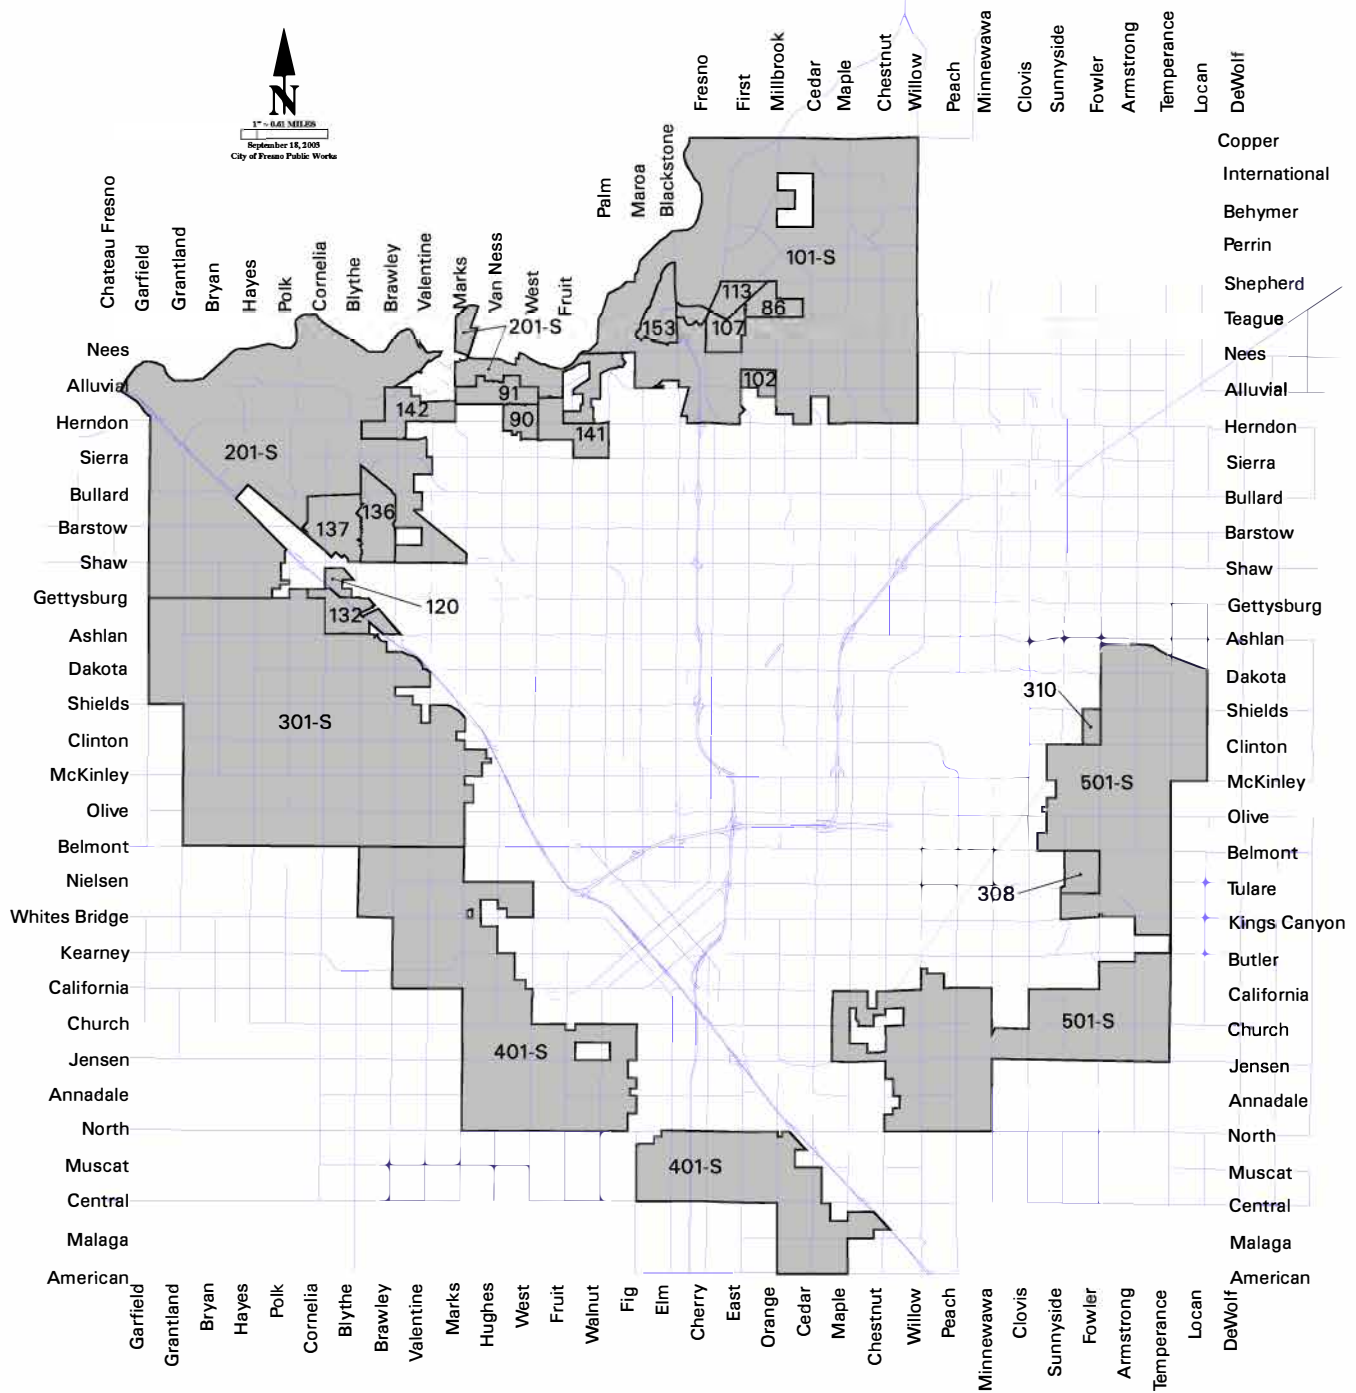 N
1" ~ 0.61 MILES
September 18, 2003
City of Fresno Public Works
Chateau Fresno
Garfield
Grantland
Bryan
Hayes
Polk
Cornelia
Blythe
Brawley
Valentine
Marks
Van Ness
West
Fruit
Palm
Maroa
Blackstone
Fresno
First
Millbrook
Cedar
Maple
Chestnut
Willow
Peach
Minnewawa
Clovis
Sunnyside
Fowler
Armstrong
Temperance
Locan
DeWolf
Nees
Alluvial
Herndon
Sierra
Bullard
Barstow
Shaw
Gettysburg
Ashlan
Dakota
Shields
Clinton
McKinley
Olive
Belmont
Nielsen
Whites Bridge
Kearney
California
Church
Jensen
Annadale
North
Muscat
Central
Malaga
American
101-S
113
86
153
107
102
201-S
91
142
90
141
201-S
136
137
120
132
301-S
310
501-S
308
501-S
401-S
401-S
Copper
International
Behymer
Perrin
Shepherd
Teague
Nees
Alluvial
Herndon
Sierra
Bullard
Barstow
Shaw
Gettysburg
Ashlan
Dakota
Shields
Clinton
McKinley
Olive
Belmont
Tulare
Kings Canyon
Butler
California
Church
Jensen
Annadale
North
Muscat
Central
Malaga
American
Garfield
Grantland
Bryan
Hayes
Polk
Cornelia
Blythe
Brawley
Valentine
Marks
Hughes
West
Fruit
Walnut
Fig
Elm
Cherry
East
Orange
Cedar
Maple
Chestnut
Willow
Peach
Minnewawa
Clovis
Sunnyside
Fowler
Armstrong
Temperance
Locan
DeWolf